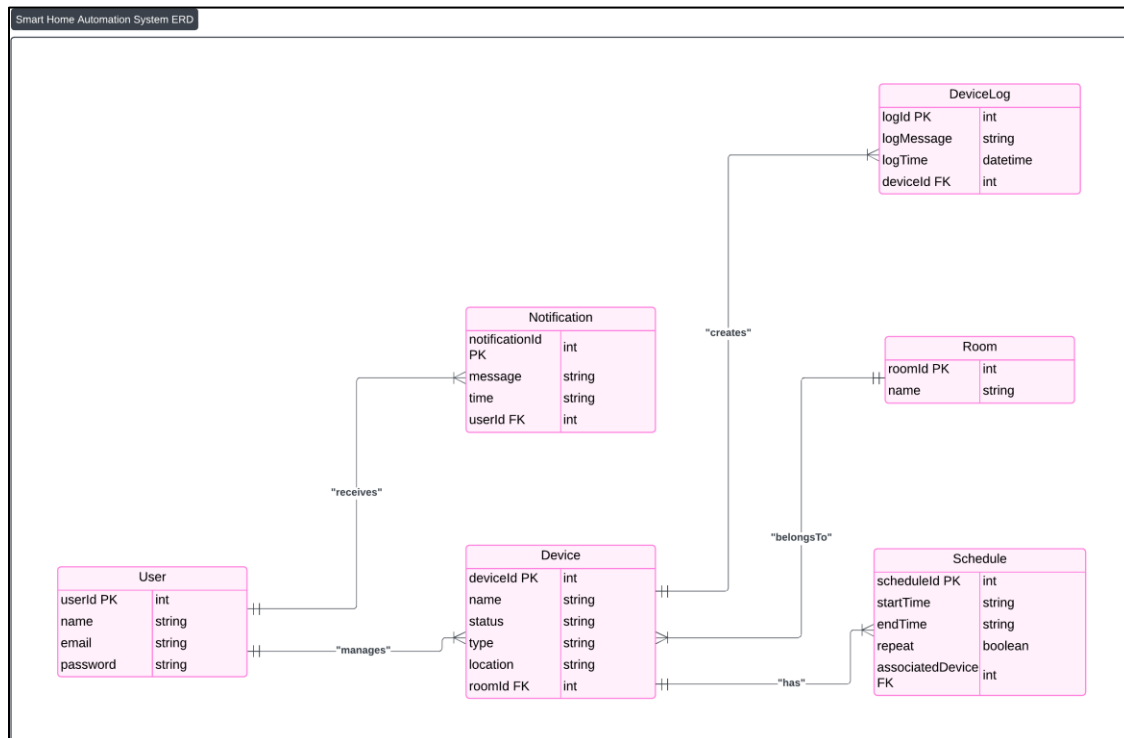 Smart Home Automation System ERD
DeviceLog
logId PK int
logMessage string
logTime datetime
deviceId FK int
Notification
notificationId
PK int
message string
time string
userId FK int
"creates"
Room
roomId PK int
name string
"receives"
"belongsTo"
User
userId PK int
name string
email string
password string
"manages"
Device
deviceId PK int
name string
status string
type string
location string
roomId FK int
"has"
Schedule
scheduleId PK int
startTime string
endTime string
repeat boolean
associatedDevice
FK int